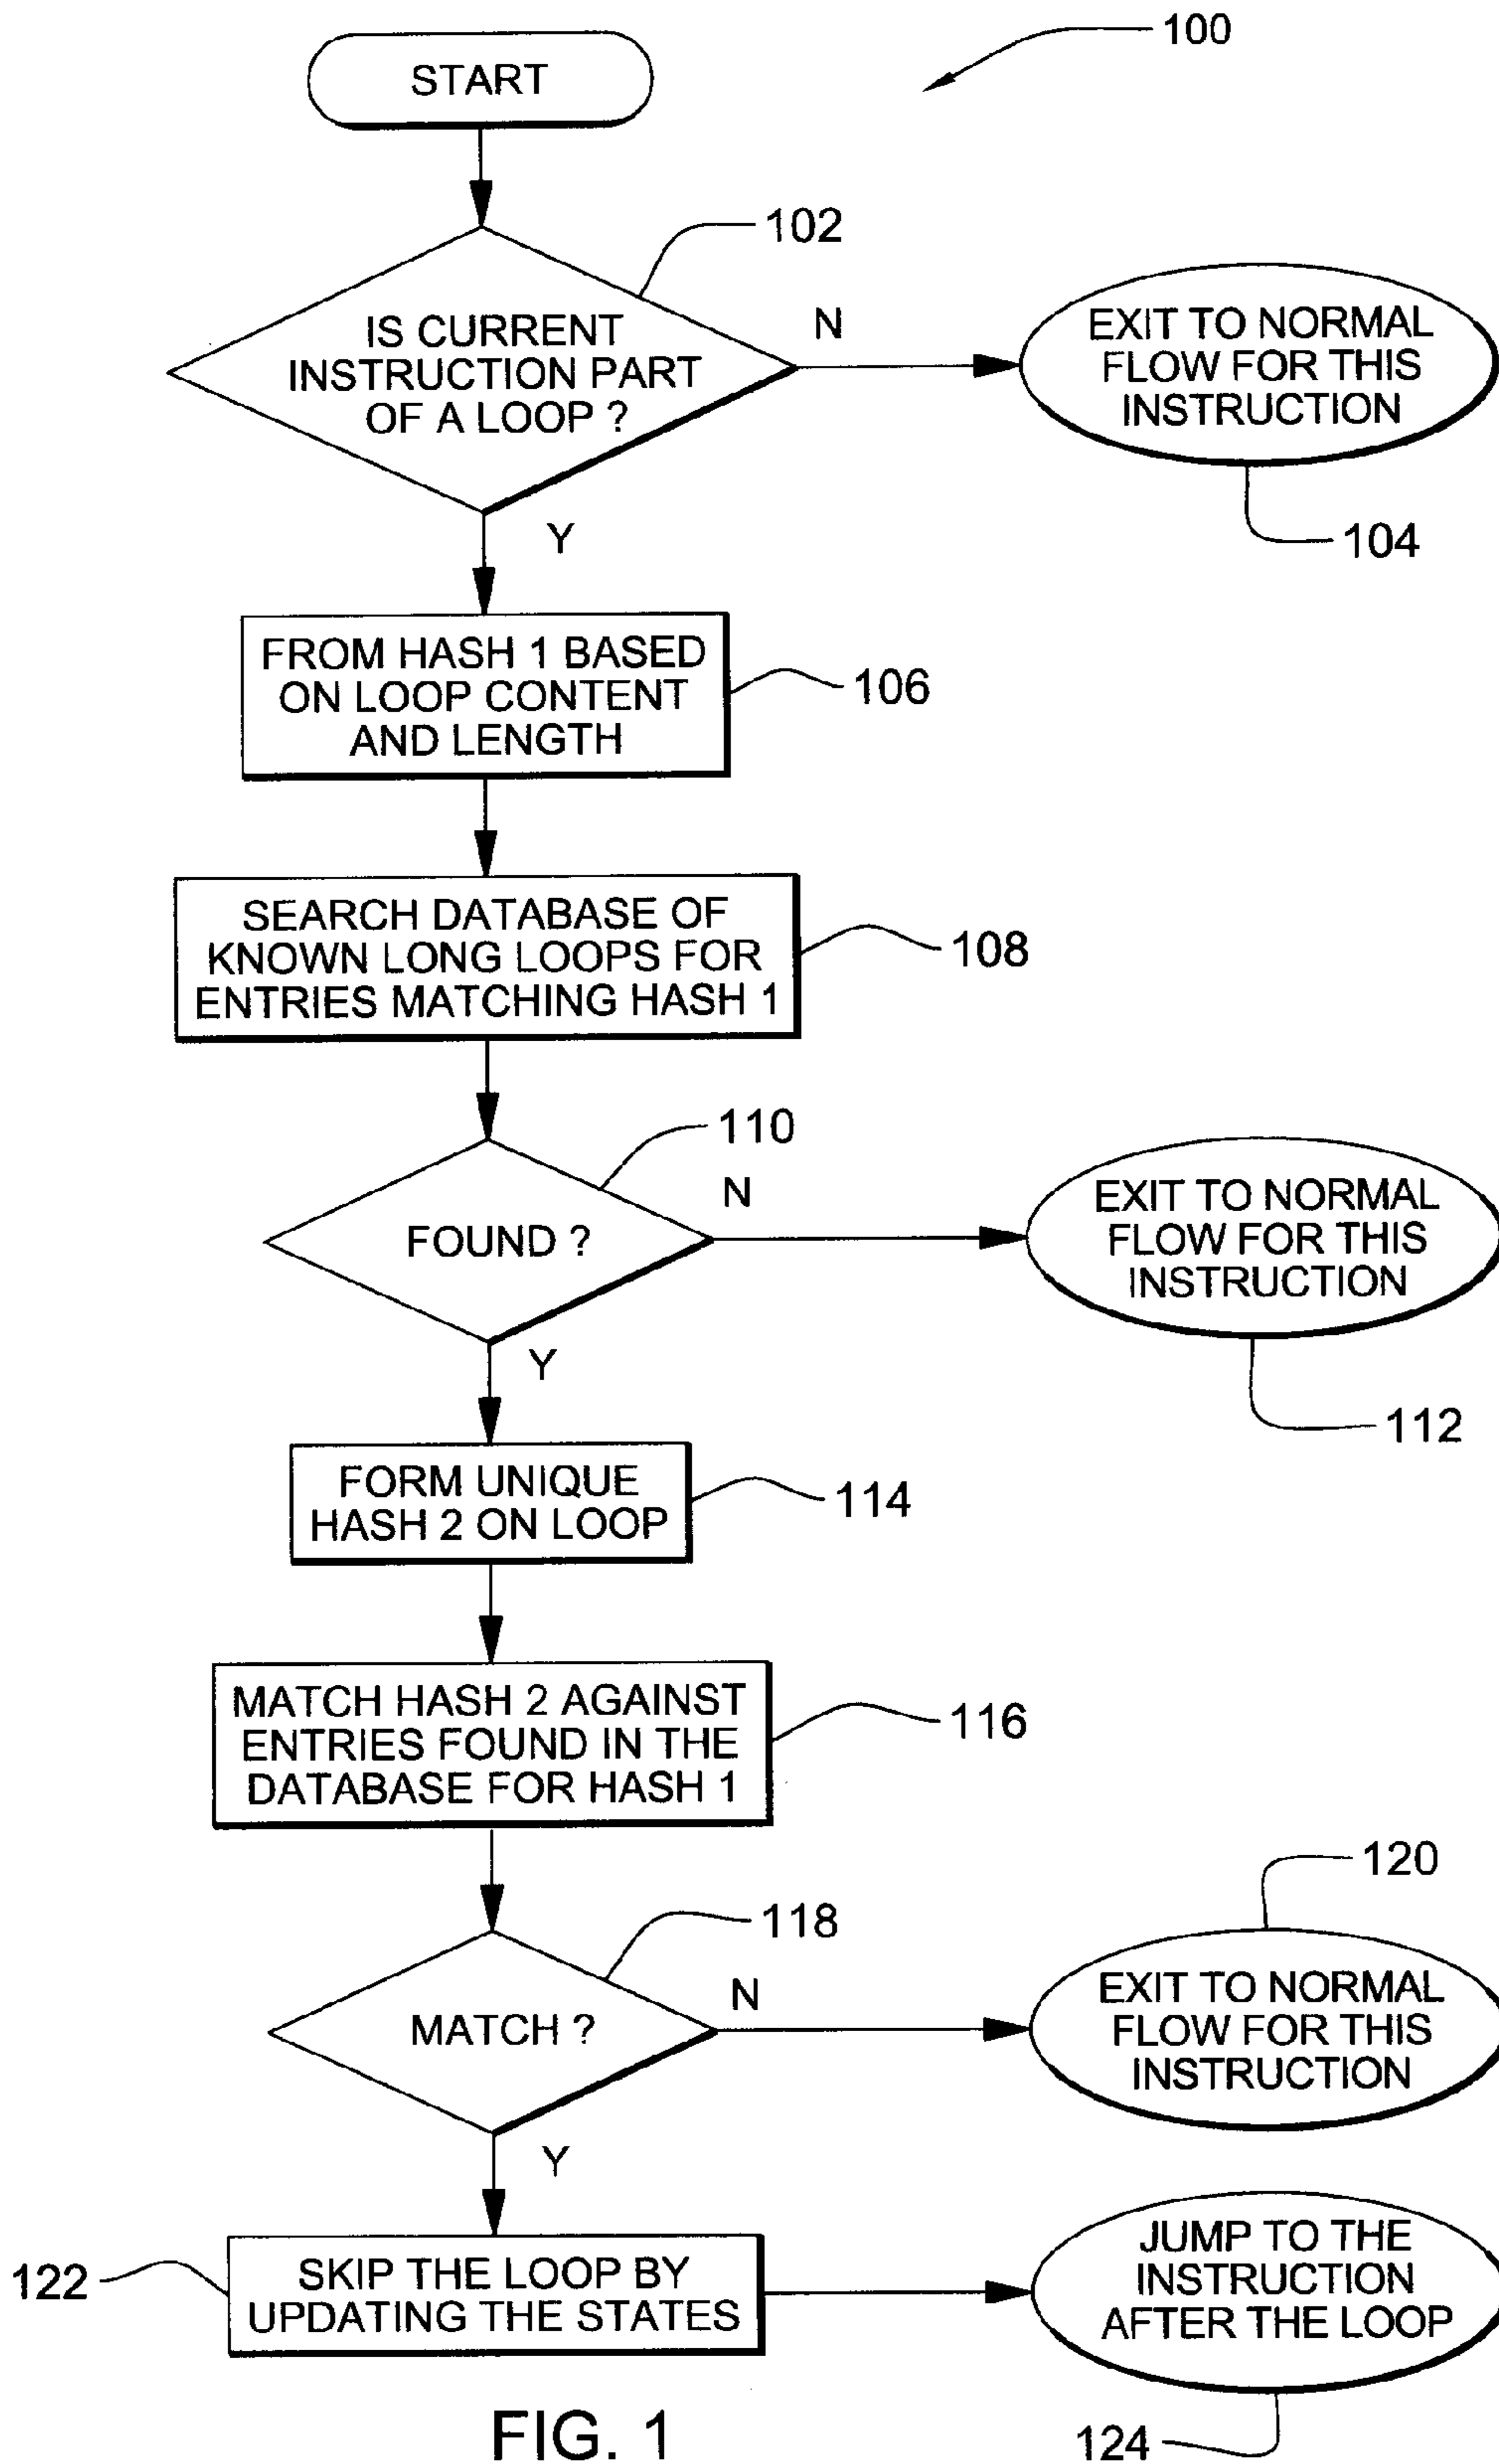 START
100
102
IS CURRENT
INSTRUCTION PART
OF A LOOP ?
N
EXIT TO NORMAL
FLOW FOR THIS
INSTRUCTION
104
Y
FROM HASH 1 BASED
ON LOOP CONTENT
AND LENGTH
106
SEARCH DATABASE OF
KNOWN LONG LOOPS FOR
ENTRIES MATCHING HASH 1
108
110
FOUND ?
N
EXIT TO NORMAL
FLOW FOR THIS
INSTRUCTION
112
Y
FORM UNIQUE
HASH 2 ON LOOP
114
MATCH HASH 2 AGAINST
ENTRIES FOUND IN THE
DATABASE FOR HASH 1
116
118
MATCH ?
N
120
EXIT TO NORMAL
FLOW FOR THIS
INSTRUCTION
Y
122
SKIP THE LOOP BY
UPDATING THE STATES
JUMP TO THE
INSTRUCTION
AFTER THE LOOP
124
FIG. 1